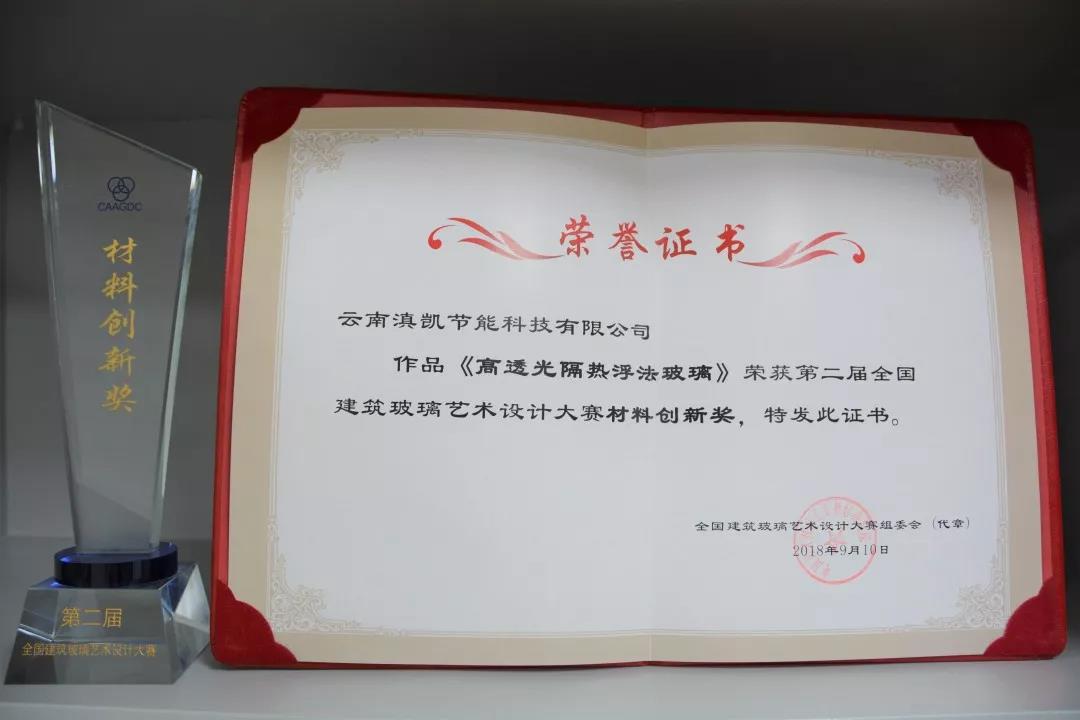 CAAGDC
材料创新奖
第二届
全国建筑玻璃艺术设计大赛
荣誉证书
云南滇凯节能科技有限公司
作品《高透光隔热浮法玻璃》荣获第二届全国
建筑玻璃艺术设计大赛材料创新奖，特发此证书。
全国建筑玻璃艺术设计大赛组委会（代章）
2018年9月10日